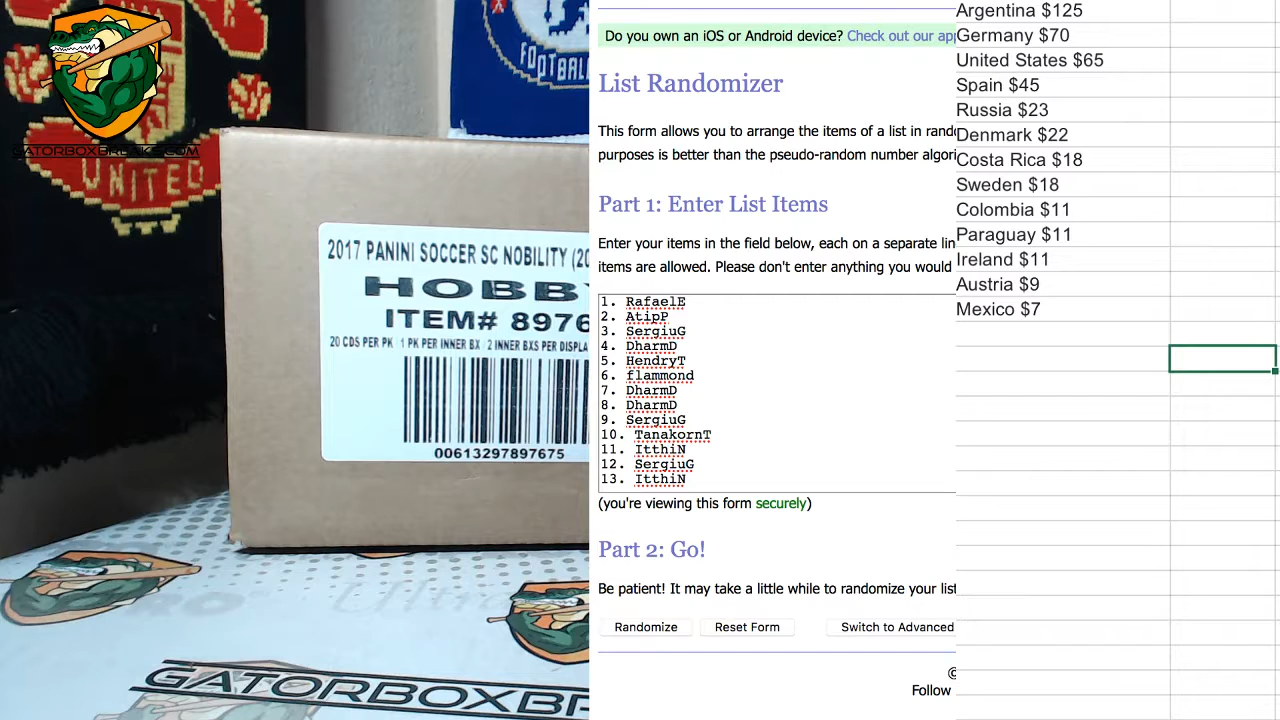 GATORBOXBREAKS.COM
UNITED
FOOTBAL
2017 PANINI SOCCER SC NOBILITY (20
HOBB
ITEM# 8976
20 CDS PER PK 1 PK PER INNER BX 2 INNER BXS PER DISPLA
00613297897675
GATORBOXBR
Do you own an iOS or Android device? Check out our app
List Randomizer
This form allows you to arrange the items of a list in rando
purposes is better than the pseudo-random number algori
Part 1: Enter List Items
Enter your items in the field below, each on a separate lin
items are allowed. Please don't enter anything you would
1. RafaelE
2. AtipP
3. SergiuG
4. DharmD
5. HendryT
6. flammond
7. DharmD
8. DharmD
9. SergiuG
10. TanakornT
11. ItthiN
12. SergiuG
13. ItthiN
(you're viewing this form securely)
Part 2: Go!
Be patient! It may take a little while to randomize your list
Randomize Reset Form Switch to Advanced
©
Follow
Argentina $125
Germany $70
United States $65
Spain $45
Russia $23
Denmark $22
Costa Rica $18
Sweden $18
Colombia $11
Paraguay $11
Ireland $11
Austria $9
Mexico $7